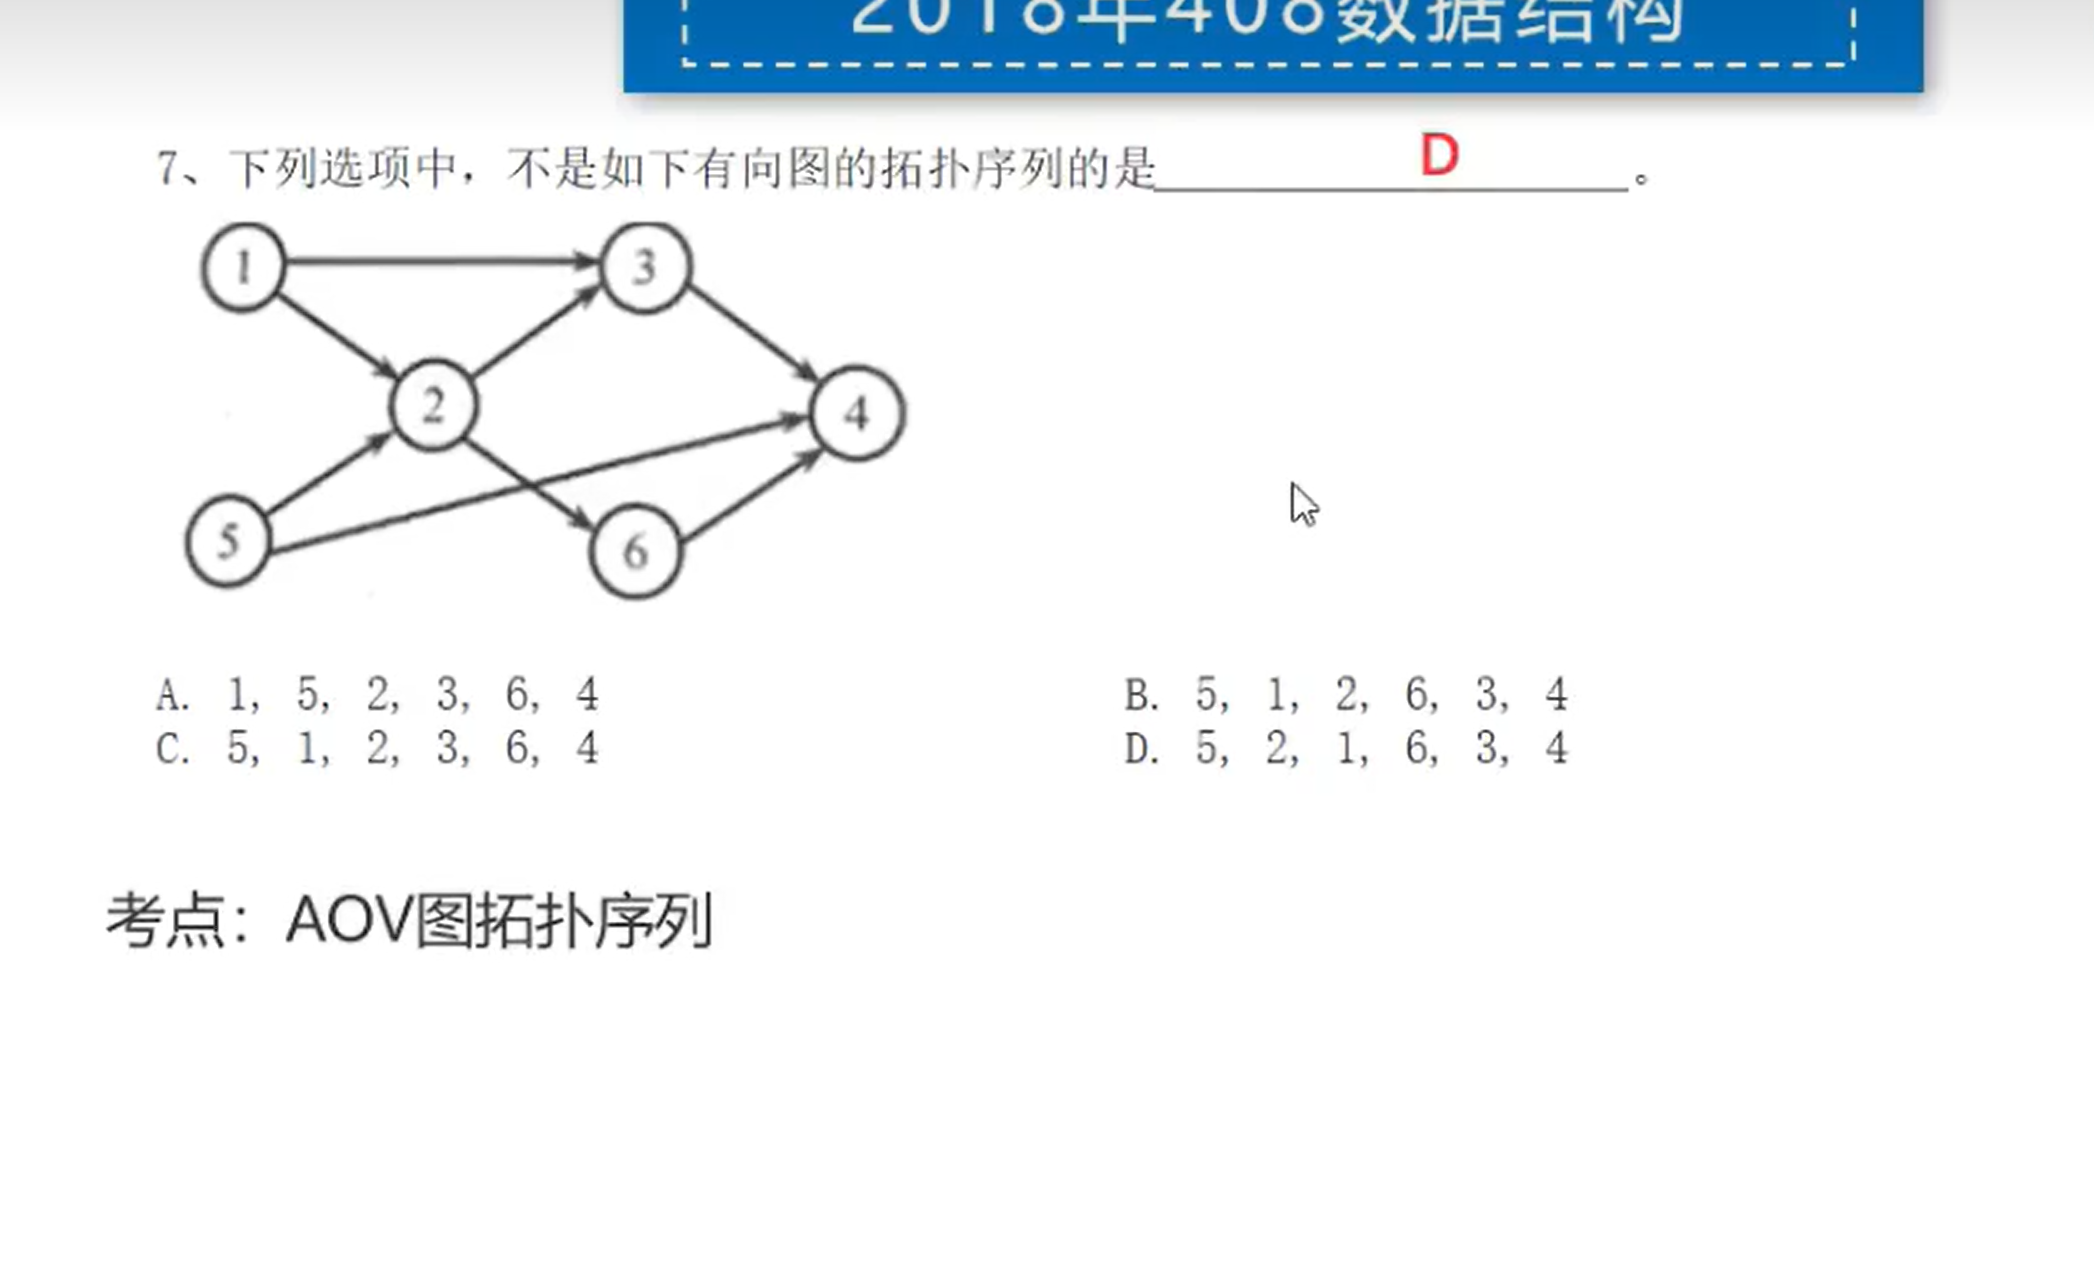 2018年408数据结构
7、下列选项中，不是如下有向图的拓扑序列的是 D 。
1
3
2
4
5
6
A. 1, 5, 2, 3, 6, 4
B. 5, 1, 2, 6, 3, 4
C. 5, 1, 2, 3, 6, 4
D. 5, 2, 1, 6, 3, 4
考点：AOV图拓扑序列